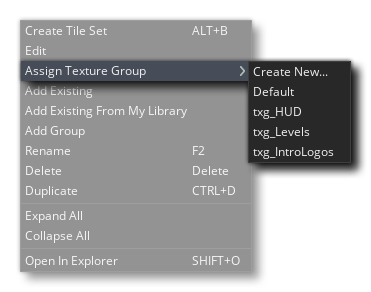 Create Tile Set ALT+B
Edit
Assign Texture Group
Add Existing
Add Existing From My Library
Add Group
Rename F2
Delete Delete
Duplicate CTRL+D
Expand All
Collapse All
Open In Explorer SHIFT+O
Create New...
Default
txg_HUD
txg_Levels
txg_IntroLogos